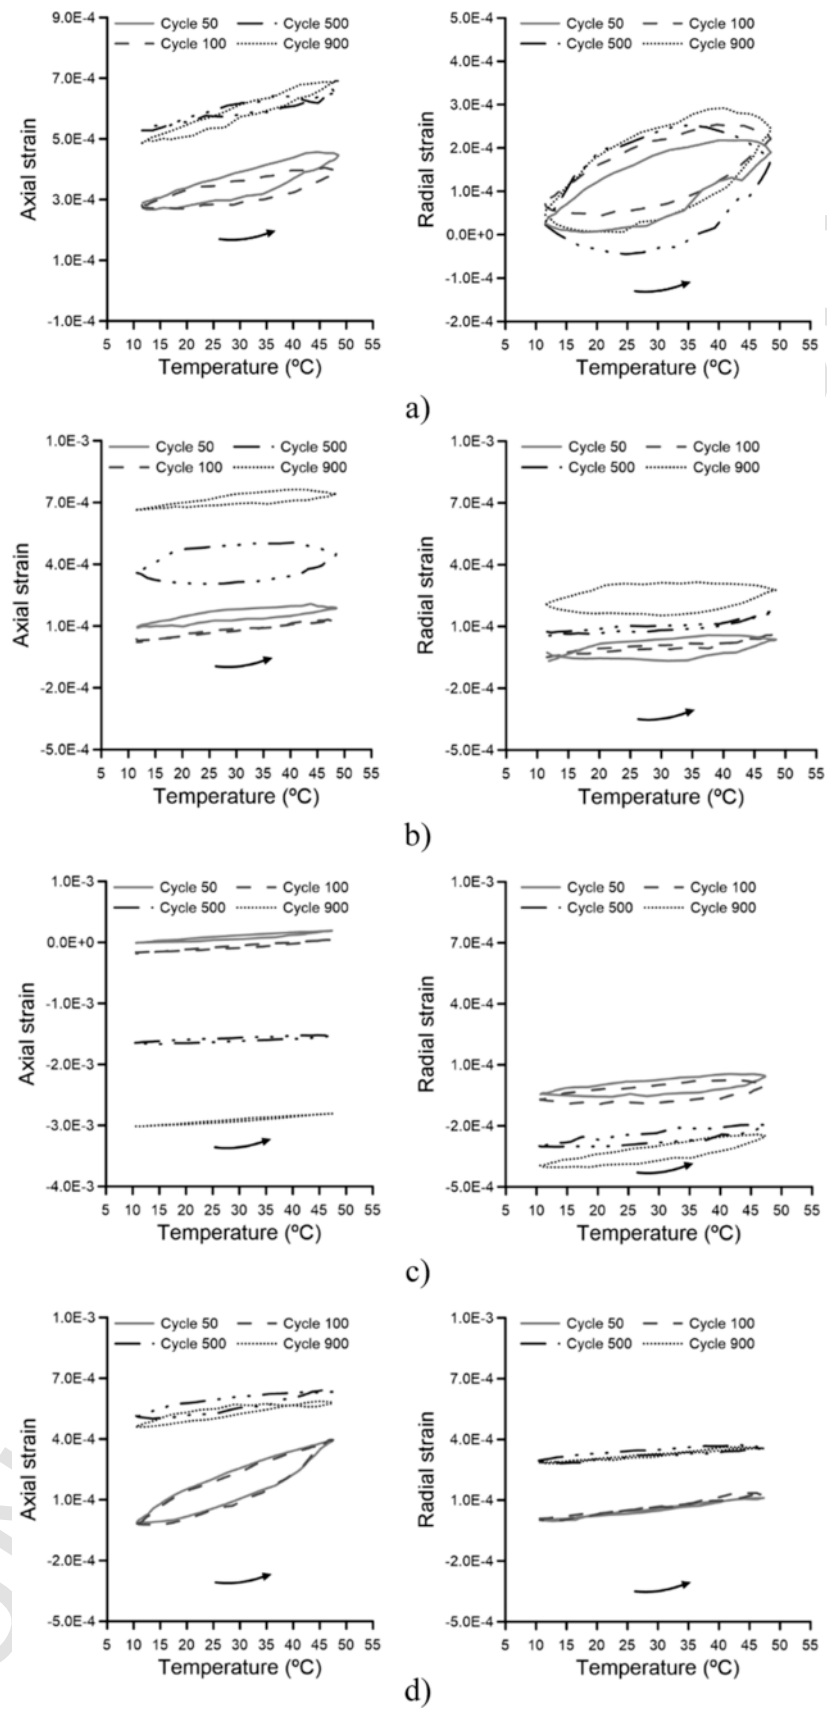 Cycle 50 Cycle 500
Cycle 100 Cycle 900
9.0E-4
7.0E-4
5.0E-4
3.0E-4
1.0E-4
-1.0E-4
Axial strain
5 10 15 20 25 30 35 40 45 50 55
Temperature (ºC)
Cycle 50 Cycle 100
Cycle 500 Cycle 900
5.0E-4
4.0E-4
3.0E-4
2.0E-4
1.0E-4
0.0E+0
-1.0E-4
-2.0E-4
Radial strain
5 10 15 20 25 30 35 40 45 50 55
Temperature (ºC)
a)
Cycle 50 Cycle 500
Cycle 100 Cycle 900
1.0E-3
7.0E-4
4.0E-4
1.0E-4
-2.0E-4
-5.0E-4
Axial strain
5 10 15 20 25 30 35 40 45 50 55
Temperature (ºC)
Cycle 50 Cycle 100
Cycle 500 Cycle 900
1.0E-3
7.0E-4
4.0E-4
1.0E-4
-2.0E-4
-5.0E-4
Radial strain
5 10 15 20 25 30 35 40 45 50 55
Temperature (ºC)
b)
Cycle 50 Cycle 100
Cycle 500 Cycle 900
1.0E-3
0.0E+0
-1.0E-3
-2.0E-3
-3.0E-3
-4.0E-3
Axial strain
5 10 15 20 25 30 35 40 45 50 55
Temperature (ºC)
Cycle 50 Cycle 100
Cycle 500 Cycle 900
1.0E-3
7.0E-4
4.0E-4
1.0E-4
-2.0E-4
-5.0E-4
Radial strain
5 10 15 20 25 30 35 40 45 50 55
Temperature (ºC)
c)
Cycle 50 Cycle 100
Cycle 500 Cycle 900
1.0E-3
7.0E-4
4.0E-4
1.0E-4
-2.0E-4
-5.0E-4
Axial strain
5 10 15 20 25 30 35 40 45 50 55
Temperature (ºC)
Cycle 50 Cycle 100
Cycle 500 Cycle 900
1.0E-3
7.0E-4
4.0E-4
1.0E-4
-2.0E-4
-5.0E-4
Radial strain
5 10 15 20 25 30 35 40 45 50 55
Temperature (ºC)
d)